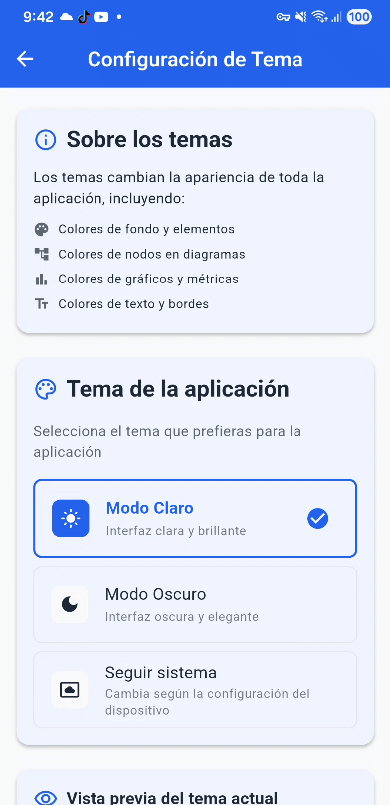 9:42
100
Configuración de Tema
Sobre los temas
Los temas cambian la apariencia de toda la
aplicación, incluyendo:
Colores de fondo y elementos
Colores de nodos en diagramas
Colores de gráficos y métricas
Colores de texto y bordes
Tema de la aplicación
Selecciona el tema que prefieras para la
aplicación
Modo Claro
Interfaz clara y brillante
Modo Oscuro
Interfaz oscura y elegante
Seguir sistema
Cambia según la configuración del
dispositivo
Vista previa del tema actual